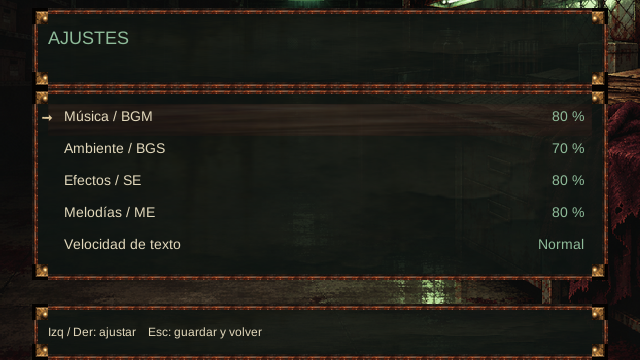 AJUSTES
→ Música / BGM 80 %
Ambiente / BGS 70 %
Efectos / SE 80 %
Melodías / ME 80 %
Velocidad de texto Normal
Izq / Der: ajustar Esc: guardar y volver